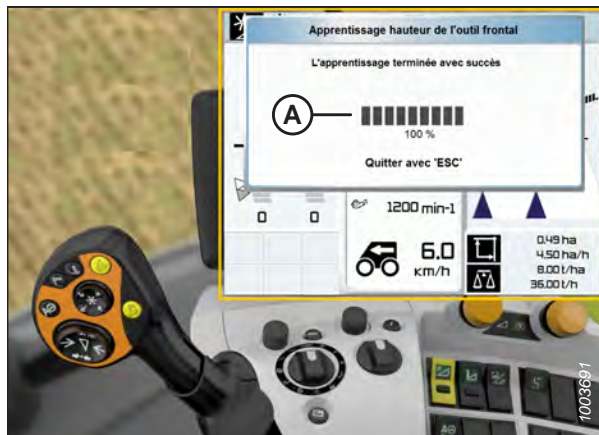 Apprentissage hauteur de l'outil frontal
L'apprentissage terminée avec succès
A
100 %
Quitter avec 'ESC'
0
0
1200 min-1
6.0
км/h
0.49 ha
4.50 ha/h
8.00 t/ha
36.00 t/h
1003691